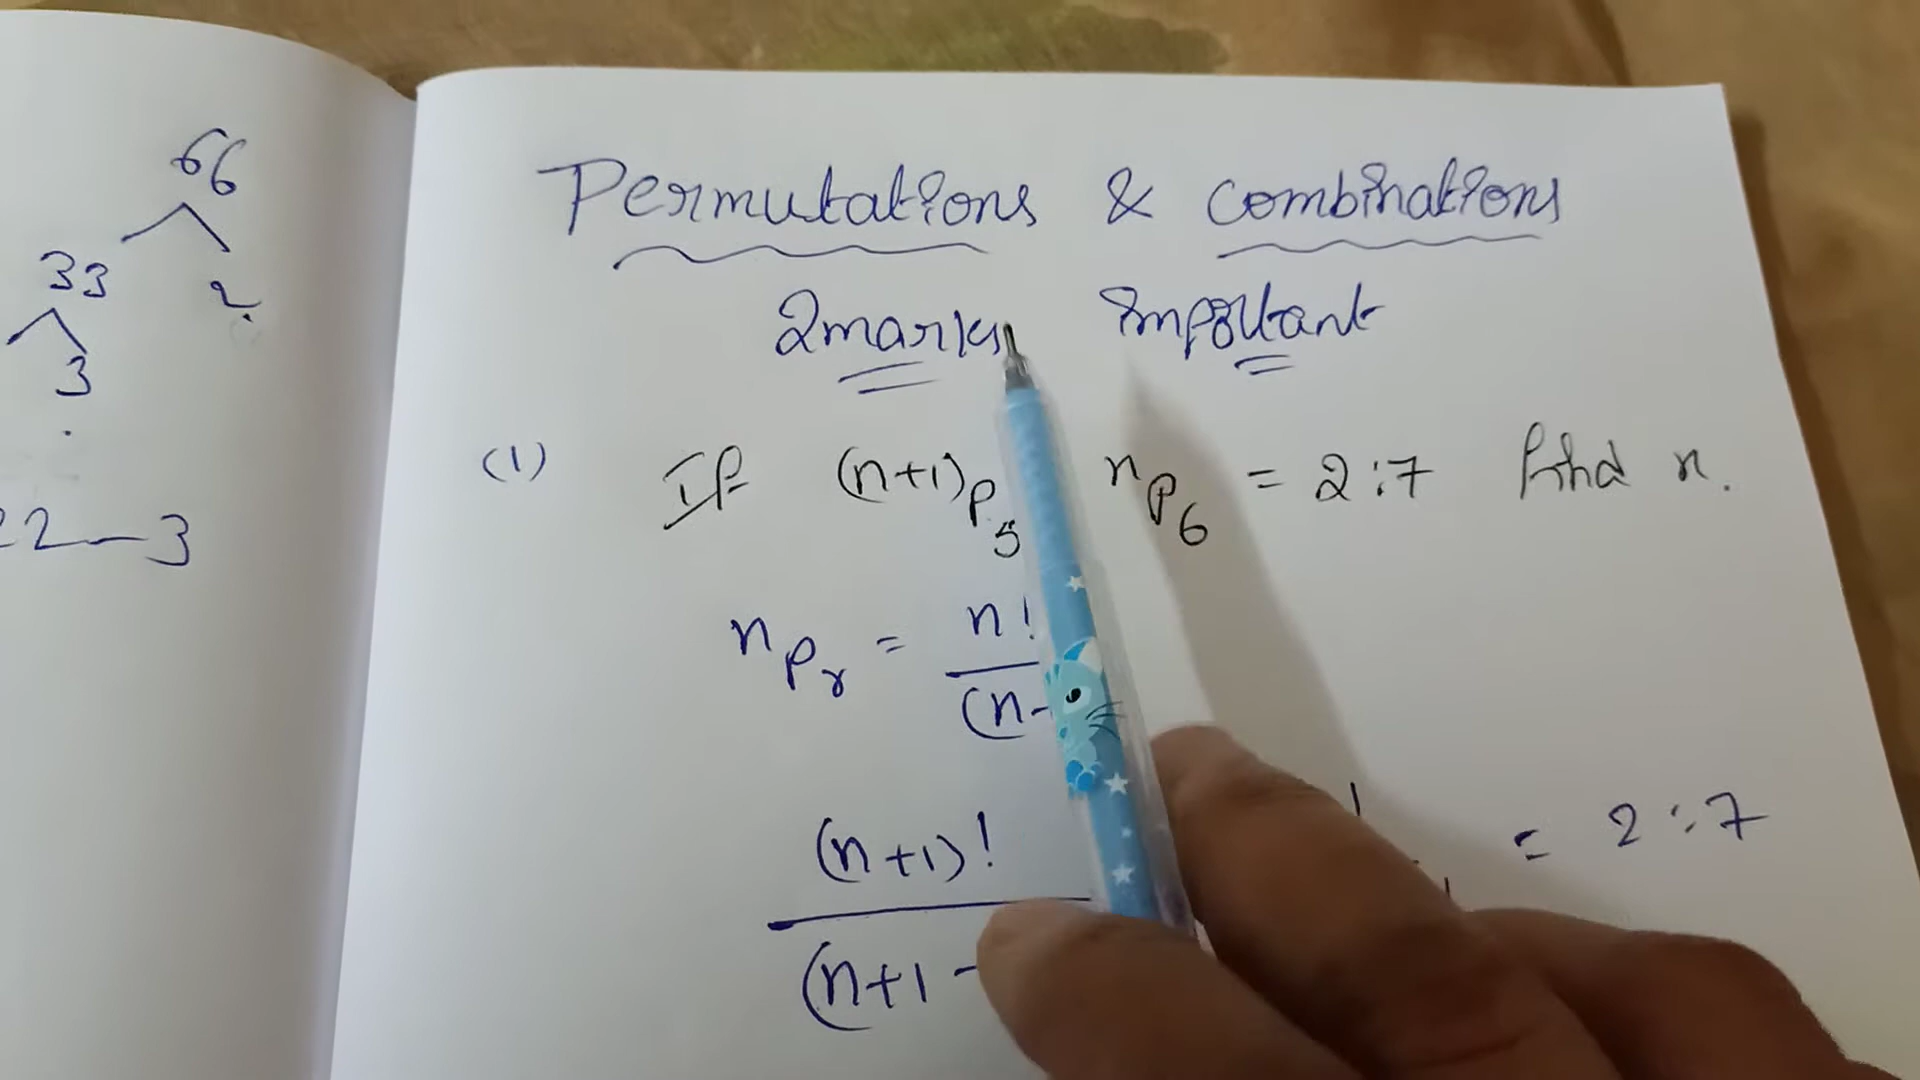 66
33 2.
3
22 - 3
Permutations & Combinations
2marks Important
(1) If (n+1)P5 nP6 = 2:7 find n.
nPr = n!
(n-
(n+1)! = 2:7
(n+1-